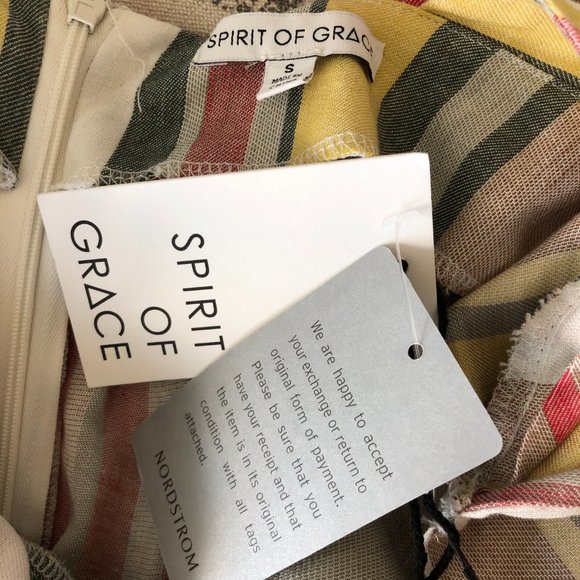 SPIRIT OF GRACE
S
MADE IN
SPIRIT
OF
GRACE
We are happy to accept
your exchange or return to
original form of payment.
Please be sure that you
have your receipt and that
the item is in its original
condition with all tags
attached.
NORDSTROM